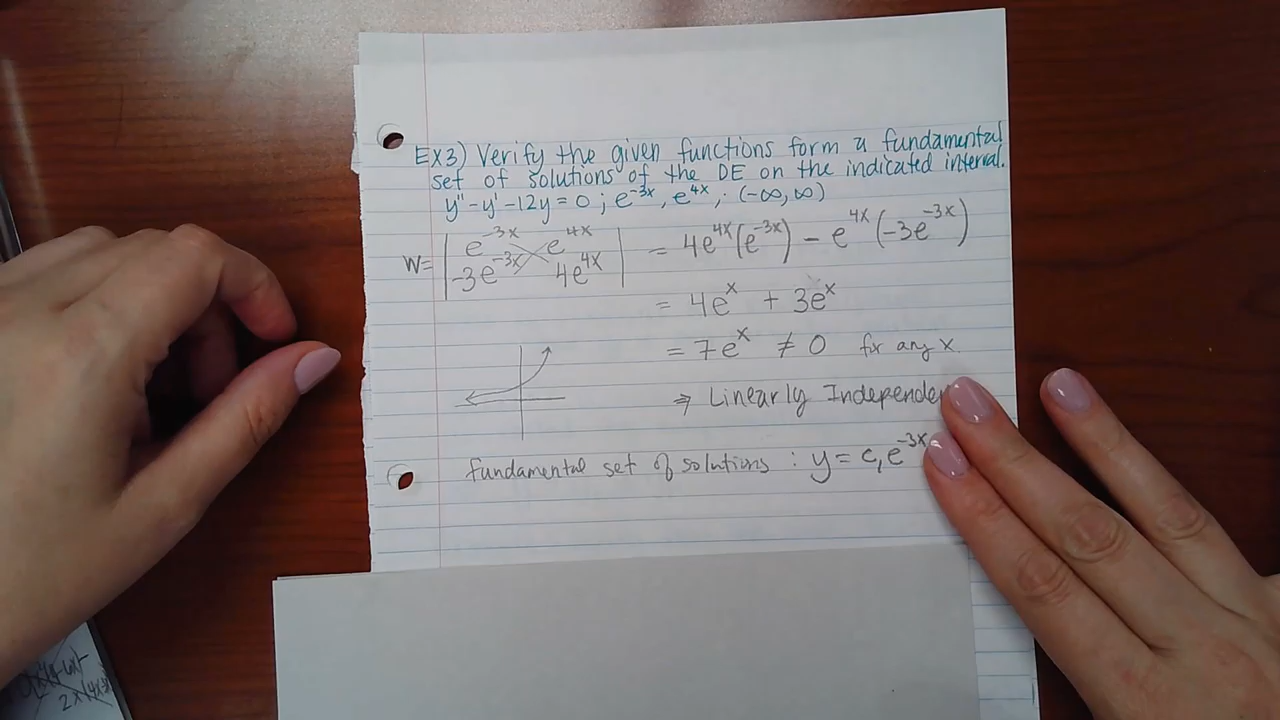 Ex3) Verify the given functions form a fundamental
set of solutions of the DE on the indicated interval.
y" - y' - 12y = 0 ; e^-3x, e^4x ; (-∞, ∞)
W= | e^-3x e^4x | = 4e^4x (e^-3x) - e^4x (-3e^-3x)
-3e^-3x 4e^4x
= 4e^x + 3e^x
= 7e^x ≠ 0 for any x.
⇒ Linearly Independen
fundamental set of solutions : y = c₁e^-3x